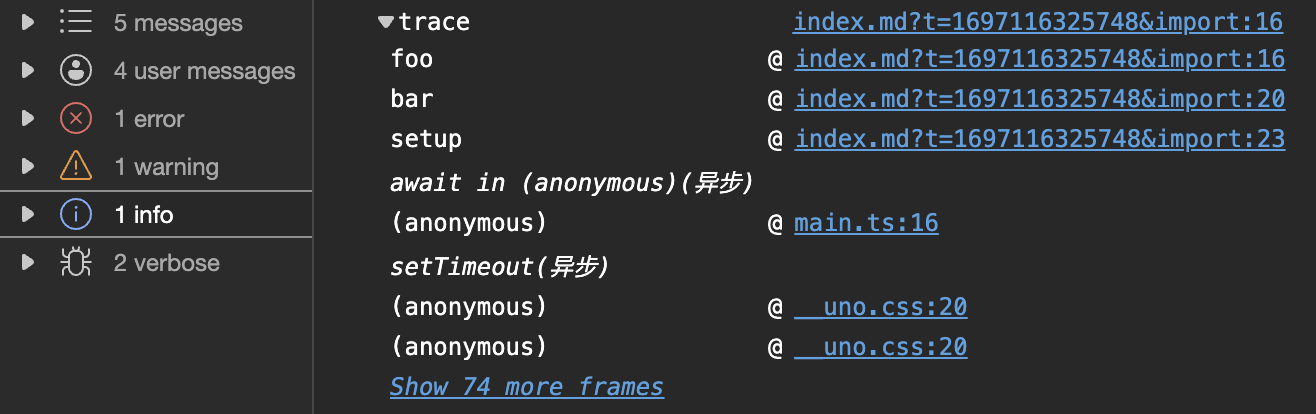 5 messages
4 user messages
1 error
1 warning
1 info
2 verbose
trace index.md?t=1697116325748&import:16
foo @ index.md?t=1697116325748&import:16
bar @ index.md?t=1697116325748&import:20
setup @ index.md?t=1697116325748&import:23
await in (anonymous)(异步)
(anonymous) @ main.ts:16
setTimeout(异步)
(anonymous) @ __uno.css:20
(anonymous) @ __uno.css:20
Show 74 more frames